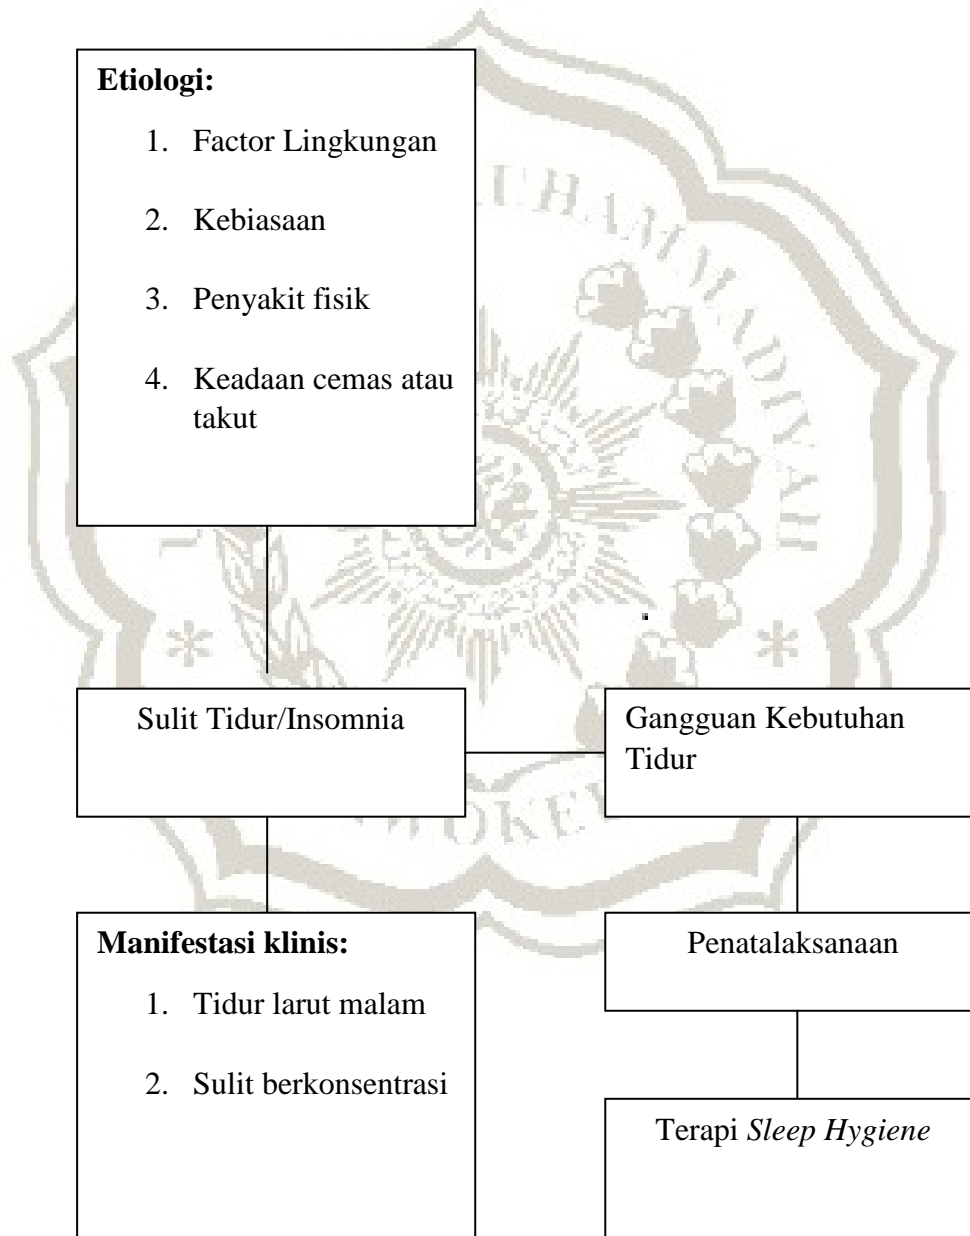 Etiologi:
1. Factor Lingkungan
2. Kebiasaan
3. Penyakit fisik
4. Keadaan cemas atau
takut
Sulit Tidur/Insomnia
Gangguan Kebutuhan
Tidur
Manifestasi klinis:
1. Tidur larut malam
2. Sulit berkonsentrasi
Penatalaksanaan
Terapi Sleep Hygiene